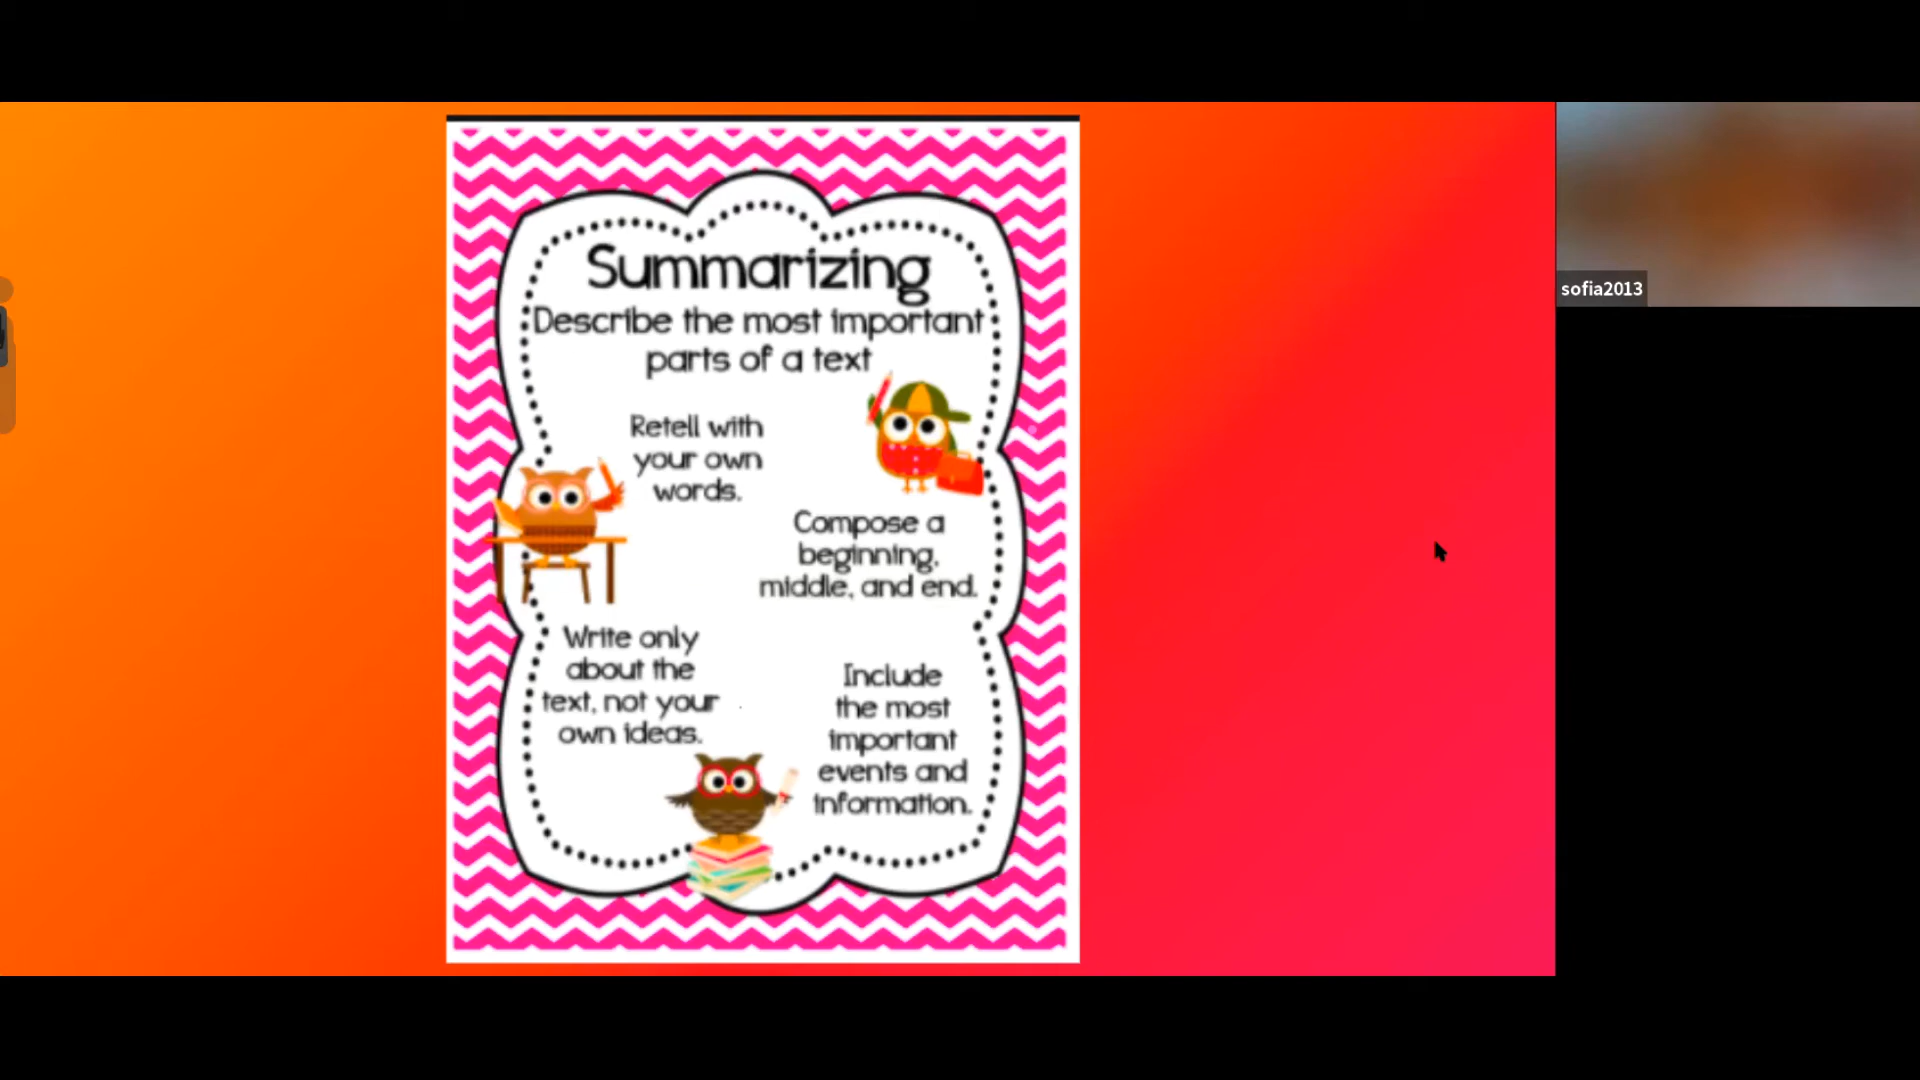 Summarizing
Describe the most important
parts of a text
Retell with
your own
words.
Compose a
beginning,
middle, and end.
Write only
about the
text, not your
own ideas.
Include
the most
important
events and
information.
sofia2013